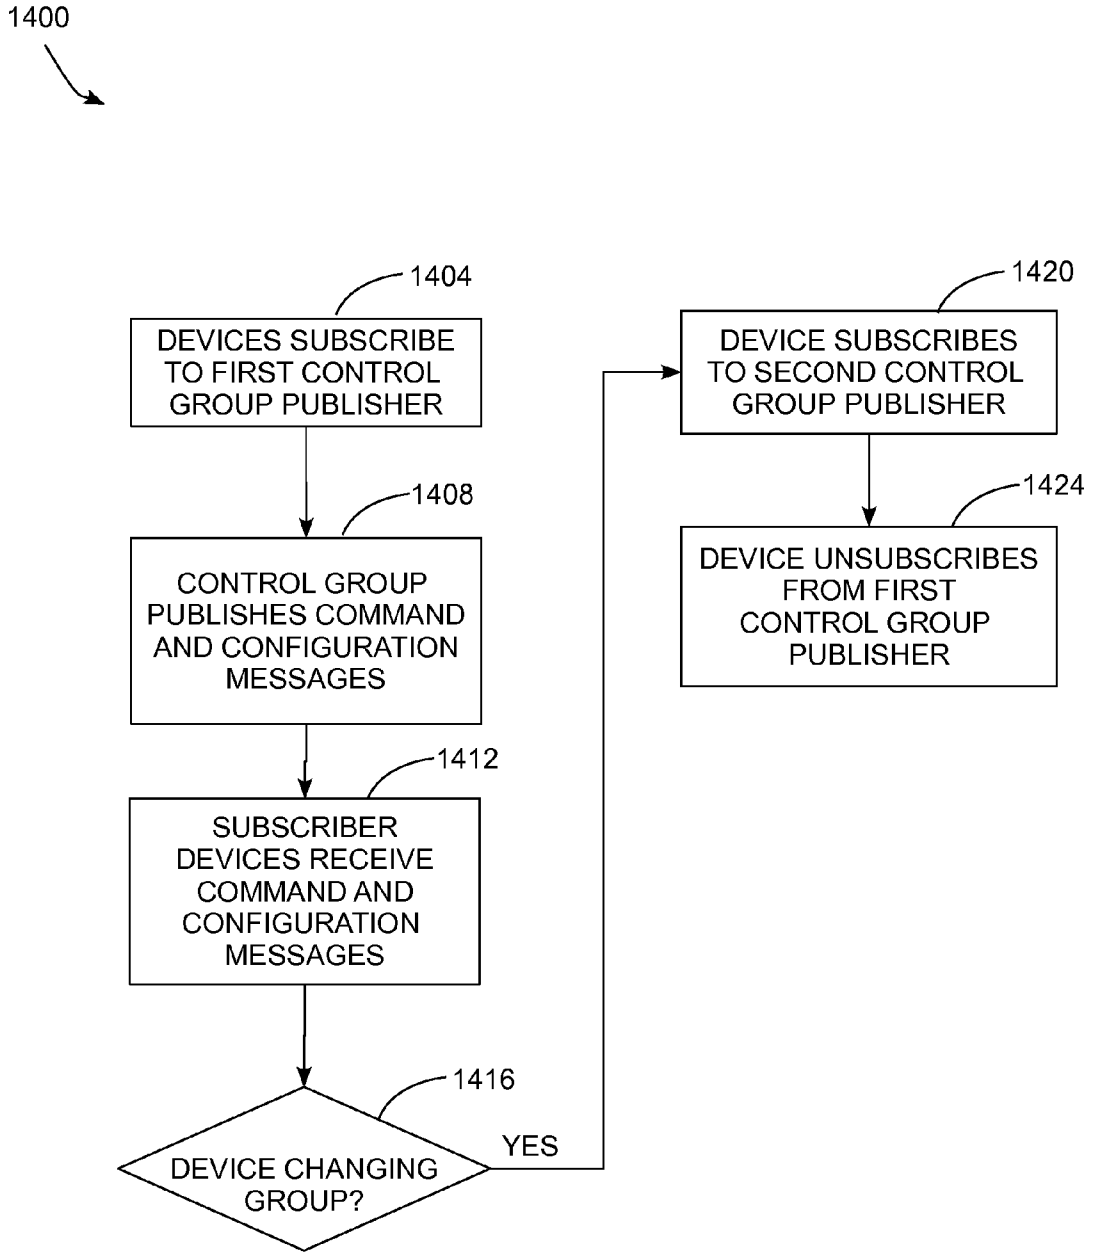 1400
1404
DEVICES SUBSCRIBE
TO FIRST CONTROL
GROUP PUBLISHER
1408
CONTROL GROUP
PUBLISHES COMMAND
AND CONFIGURATION
MESSAGES
1412
SUBSCRIBER
DEVICES RECEIVE
COMMAND AND
CONFIGURATION
MESSAGES
1416
DEVICE CHANGING
GROUP?
YES
1420
DEVICE SUBSCRIBES
TO SECOND CONTROL
GROUP PUBLISHER
1424
DEVICE UNSUBSCRIBES
FROM FIRST
CONTROL GROUP
PUBLISHER